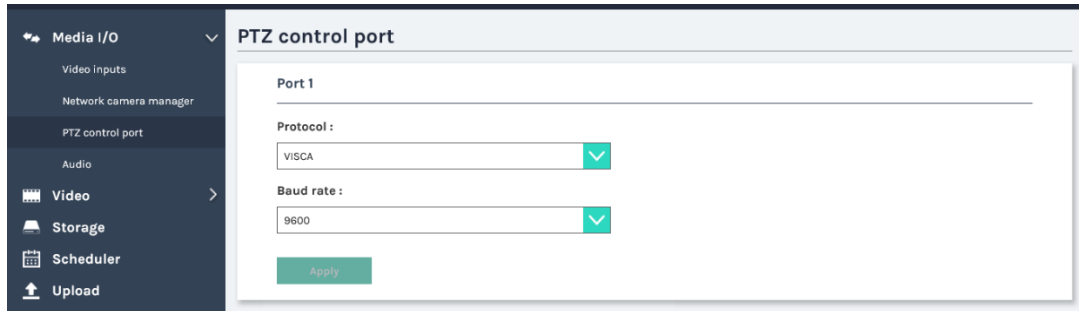 Media I/O
Video inputs
Network camera manager
PTZ control port
Audio
Video
Storage
Scheduler
Upload
PTZ control port
Port 1
Protocol :
VISCA
Baud rate :
9600
Apply